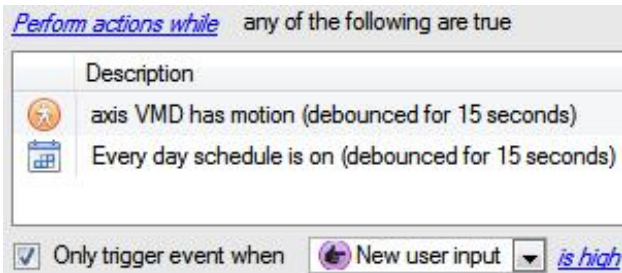 Perform actions while any of the following are true
Description
axis VMD has motion (debounced for 15 seconds)
Every day schedule is on (debounced for 15 seconds)
Only trigger event when New user input is high